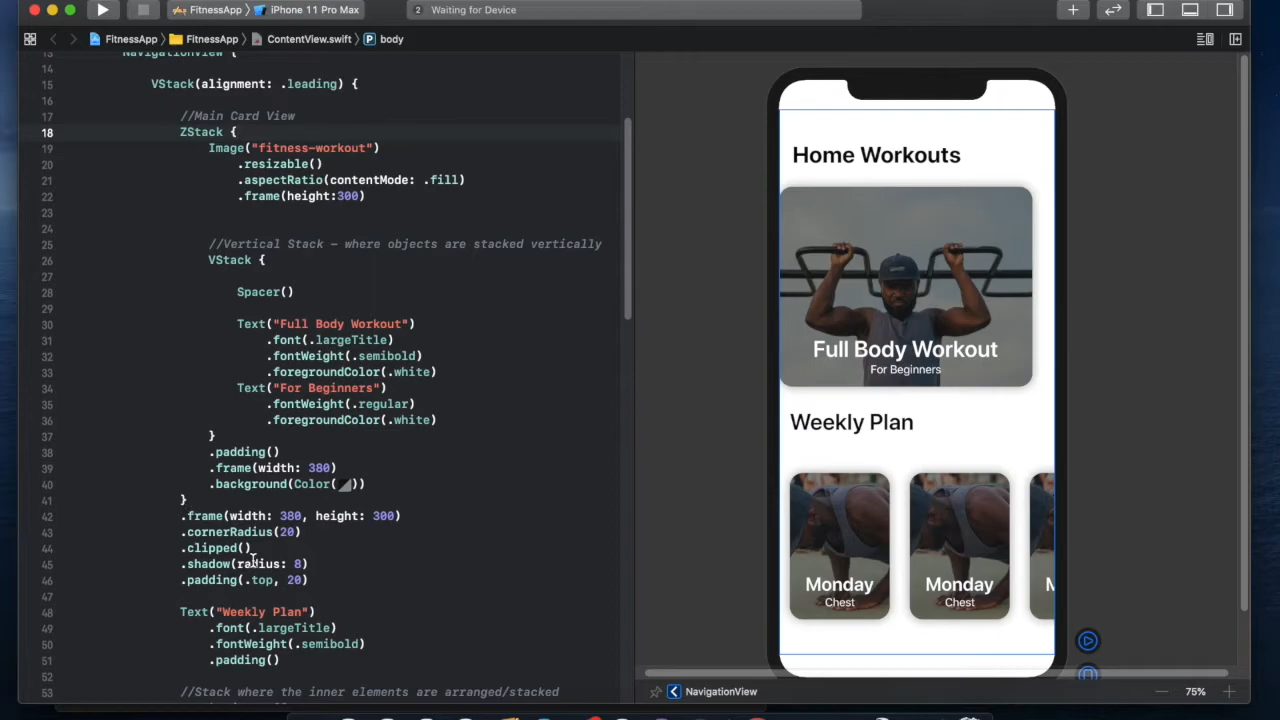 FitnessApp
iPhone 11 Pro Max
2 Waiting for Device
FitnessApp
FitnessApp
ContentView.swift
P body
NavigationView {
14
15 VStack(alignment: .leading) {
16
17 //Main Card View
18 ZStack {
19 Image("fitness-workout")
20 .resizable()
21 .aspectRatio(contentMode: .fill)
22 .frame(height:300)
23
24
25 //Vertical Stack - where objects are stacked vertically
26 VStack {
27
28 Spacer()
29
30 Text("Full Body Workout")
31 .font(.largeTitle)
32 .fontWeight(.semibold)
33 .foregroundColor(.white)
34 Text("For Beginners")
35 .fontWeight(.regular)
36 .foregroundColor(.white)
37 }
38 .padding()
39 .frame(width: 380)
40 .background(Color( ))
41 }
42 .frame(width: 380, height: 300)
43 .cornerRadius(20)
44 .clipped()
45 .shadow(radius: 8)
46 .padding(.top, 20)
47
48 Text("Weekly Plan")
49 .font(.largeTitle)
50 .fontWeight(.semibold)
51 .padding()
52
53 //Stack where the inner elements are arranged/stacked
Home Workouts
Full Body Workout
For Beginners
Weekly Plan
Monday
Chest
Monday
Chest
M
NavigationView
75%